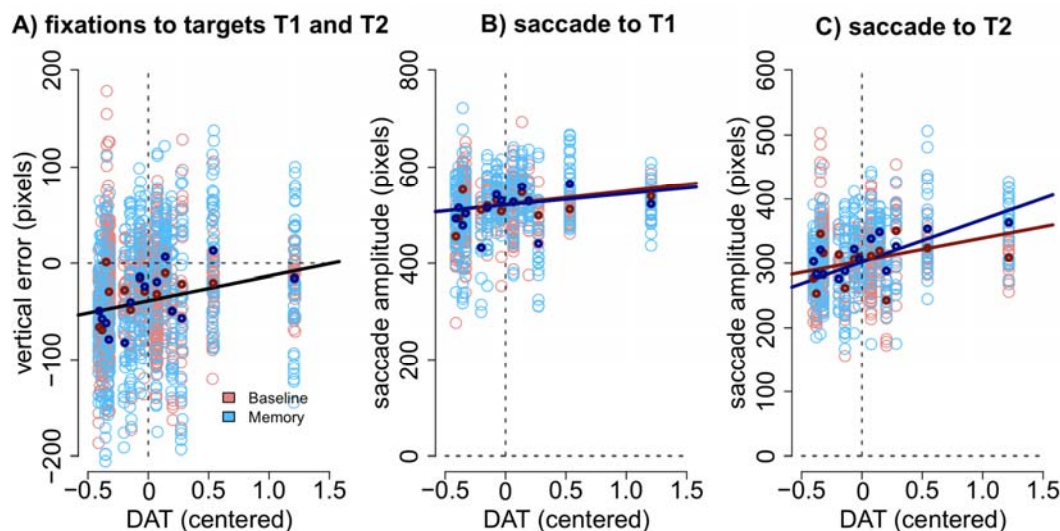 A) fixations to targets T1 and T2
B) saccade to T1
C) saccade to T2
vertical error (pixels)
200
100
0
−100
−200
Baseline
Memory
−0.5 0 0.5 1.0 1.5
DAT (centered)
saccade amplitude (pixels)
800
600
400
200
0
−0.5 0 0.5 1.0 1.5
DAT (centered)
saccade amplitude (pixels)
600
500
400
300
200
100
0
−0.5 0 0.5 1.0 1.5
DAT (centered)